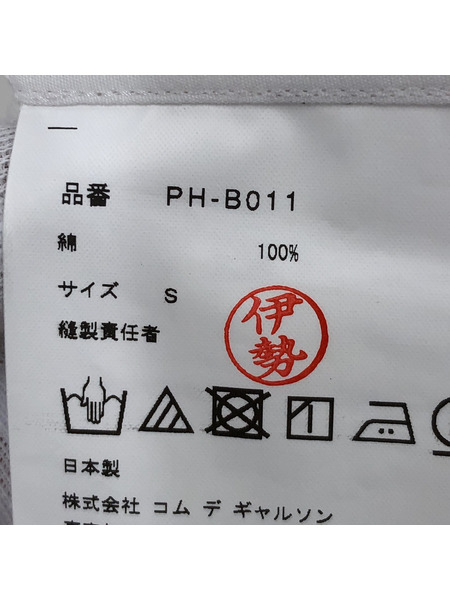 品番 PH-B011
綿 100%
サイズ S
縫製責任者 伊勢
日本製
株式会社 コム デ ギャルソン